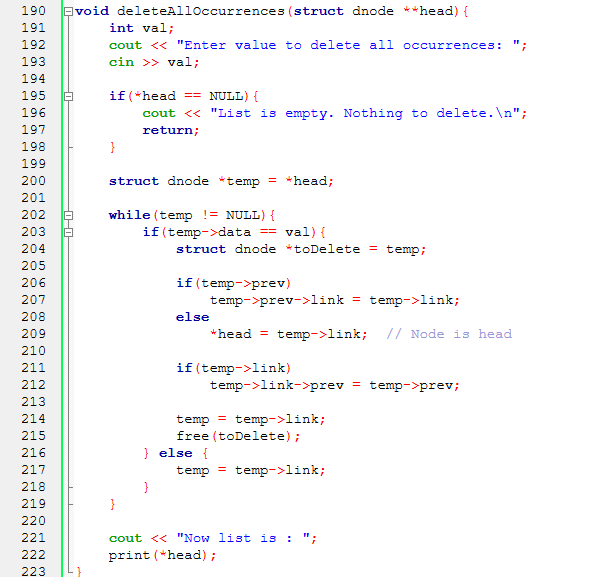 190 void deleteAllOccurrences(struct dnode **head){
191     int val;
192     cout << "Enter value to delete all occurrences: ";
193     cin >> val;
194
195     if(*head == NULL){
196         cout << "List is empty. Nothing to delete.\n";
197         return;
198     }
199
200     struct dnode *temp = *head;
201
202     while(temp != NULL){
203         if(temp->data == val){
204             struct dnode *toDelete = temp;
205
206             if(temp->prev)
207                 temp->prev->link = temp->link;
208             else
209                 *head = temp->link;  // Node is head
210
211             if(temp->link)
212                 temp->link->prev = temp->prev;
213
214             temp = temp->link;
215             free(toDelete);
216         } else {
217             temp = temp->link;
218         }
219     }
220
221     cout << "Now list is : ";
222     print(*head);
223 }